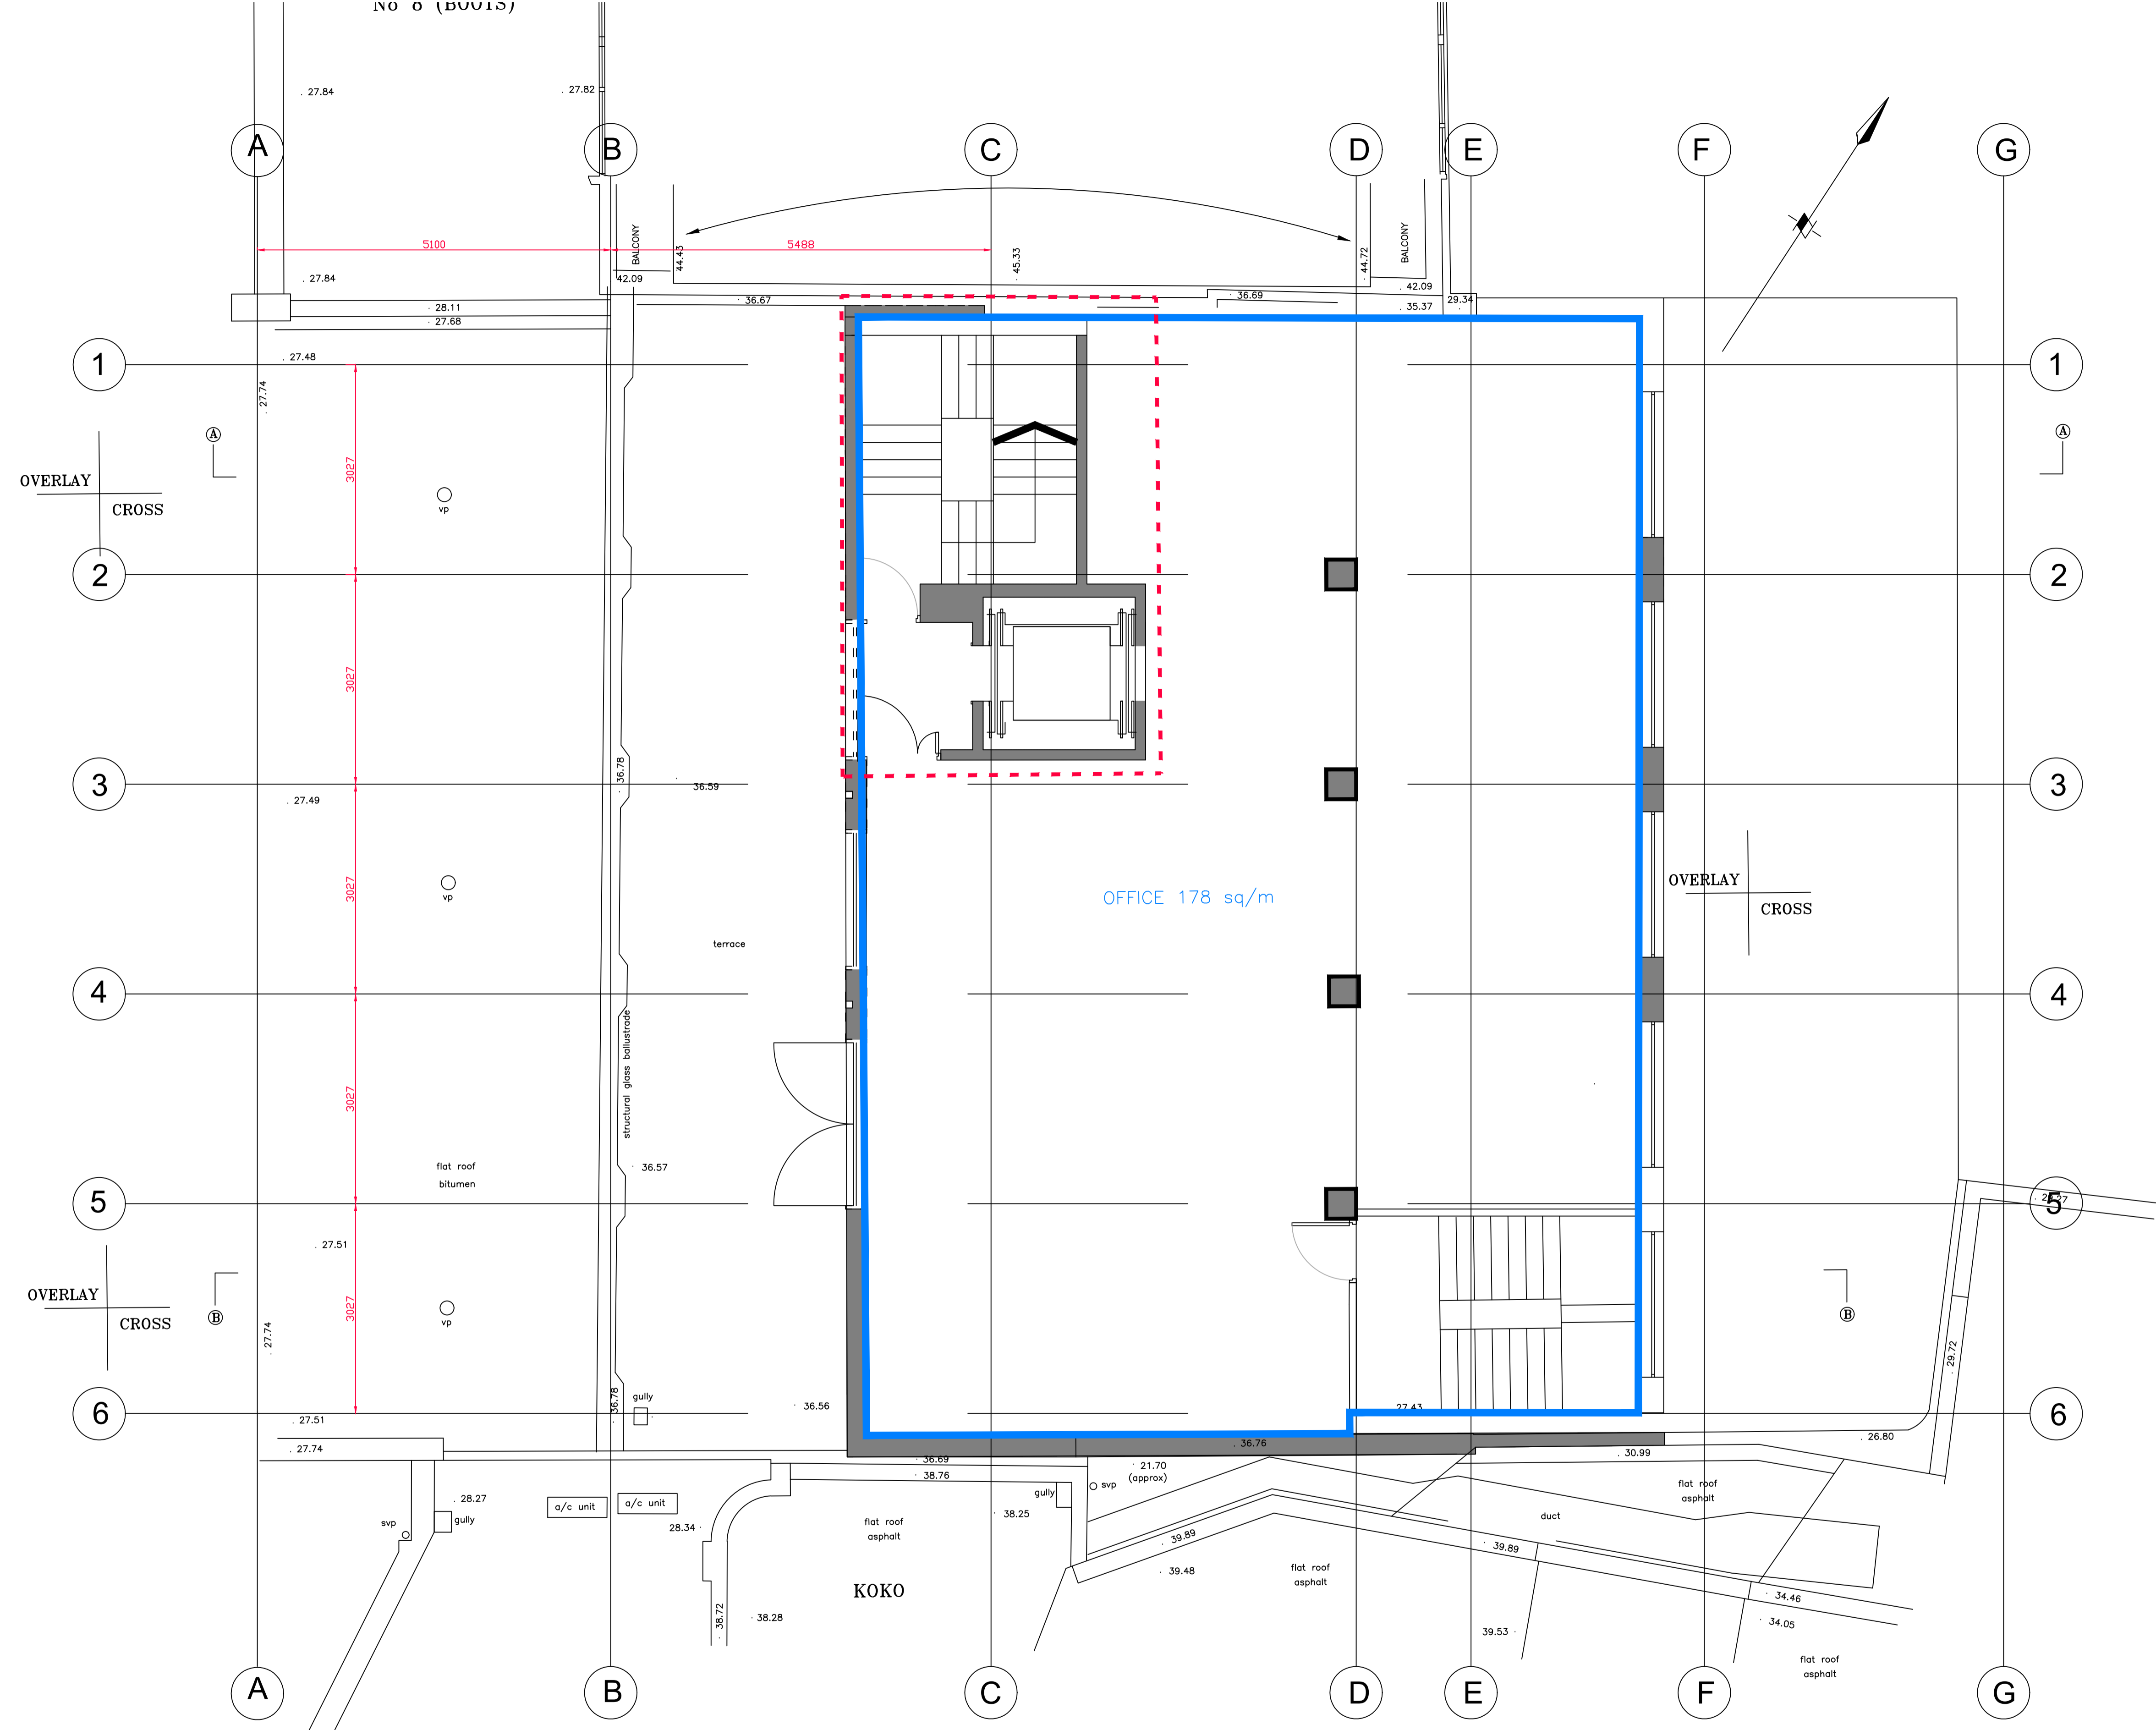 No 8 (BOOTS)
. 27.84
. 27.82
A
B
C
D
E
F
G
5100
5488
BALCONY
44.43
. 45.33
. 44.72
BALCONY
. 27.84
42.09
. 42.09
. 28.11
. 36.67
. 36.69
29.34
. 27.68
. 35.37
1
. 27.48
1
. 27.74
A
A
3027
OVERLAY
CROSS
vp
2
2
3027
3
. 27.49
. 36.78
36.59
3
3027
vp
OFFICE 178 sq/m
OVERLAY
CROSS
terrace
4
4
structural glass ballustrade
3027
flat roof
bitumen
. 36.57
5
5
. 27.51
3027
OVERLAY
CROSS
B
vp
B
. 27.74
. 29.72
. 36.78
gully
. 36.56
27.43
6
. 27.51
6
. 27.74
. 36.76
. 26.80
. 36.69
. 38.76
. 21.70
(approx)
. 30.99
svp
gully
flat roof
asphalt
. 28.27
gully
svp
a/c unit
a/c unit
28.34 .
flat roof
asphalt
. 38.25
duct
. 39.89
. 39.89
. 39.48
flat roof
asphalt
KOKO
. 38.72
. 38.28
. 34.46
. 34.05
39.53 .
flat roof
asphalt
A
B
C
D
E
F
G